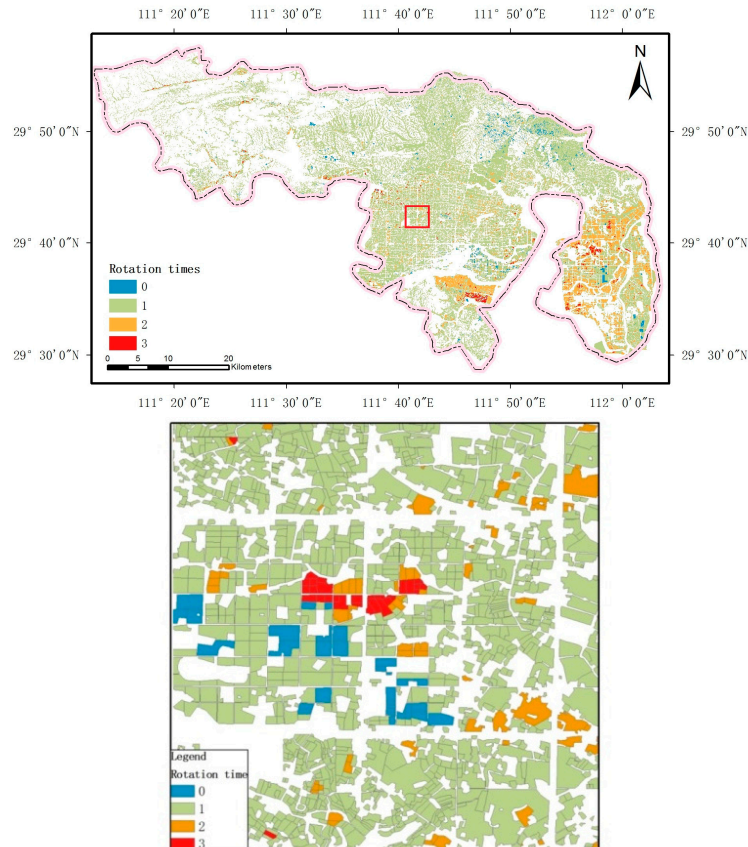 111° 20′0″E 111° 30′0″E 111° 40′0″E 111° 50′0″E 112° 0′0″E
N
29° 50′0″N 29° 50′0″N
29° 40′0″N 29° 40′0″N
Rotation times
0
1
2
3
29° 30′0″N 29° 30′0″N
0 5 10 20
Kilometers
111° 20′0″E 111° 30′0″E 111° 40′0″E 111° 50′0″E 112° 0′0″E
Legend
Rotation time
0
1
2
3